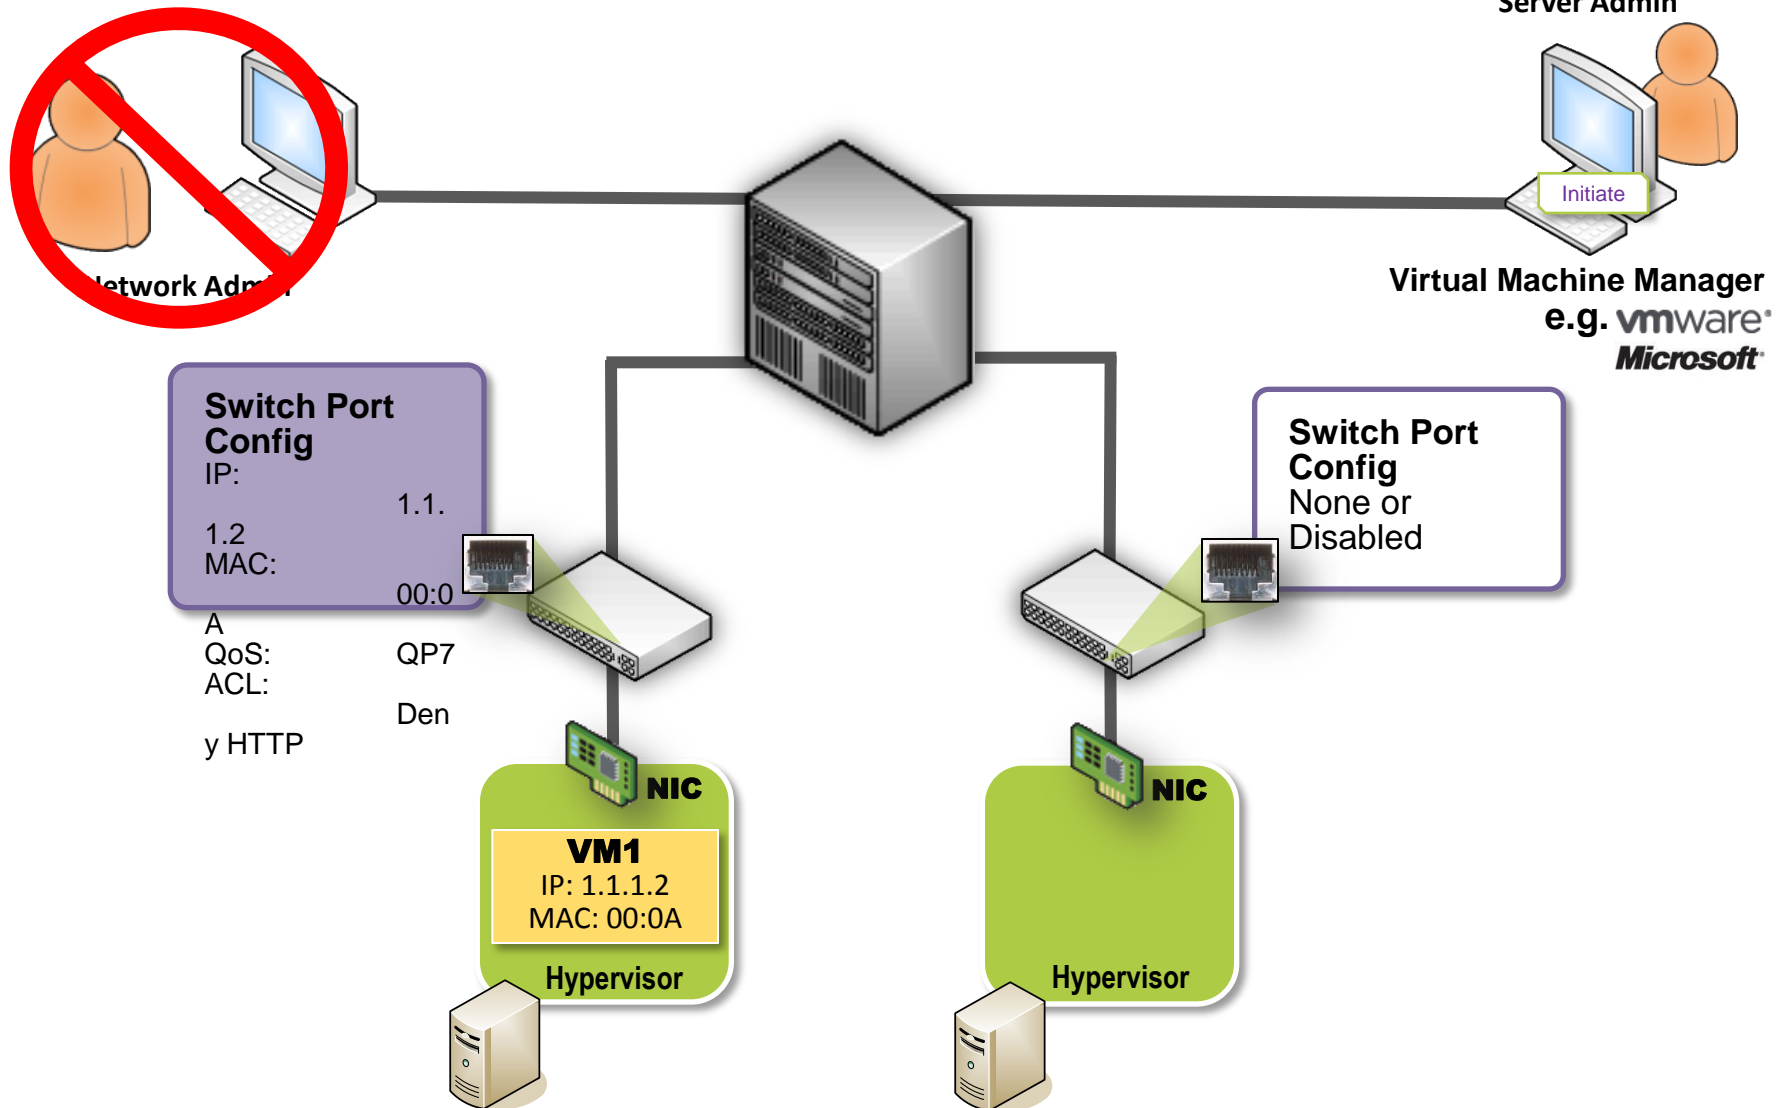 Server Admin
Initiate
Network Admin
Virtual Machine Manager
e.g. vmware®
Microsoft®
Switch Port
Config
IP:
1.1.
1.2
MAC:
00:0
A
QoS: QP7
ACL:
Den
y HTTP
Switch Port
Config
None or
Disabled
NIC
VM1
IP: 1.1.1.2
MAC: 00:0A
Hypervisor
NIC
Hypervisor